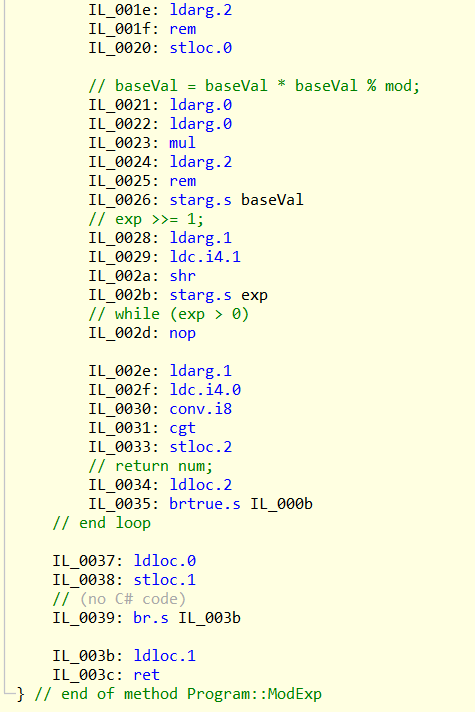 IL_001e: ldarg.2
IL_001f: rem
IL_0020: stloc.0
// baseVal = baseVal * baseVal % mod;
IL_0021: ldarg.0
IL_0022: ldarg.0
IL_0023: mul
IL_0024: ldarg.2
IL_0025: rem
IL_0026: starg.s baseVal
// exp >>= 1;
IL_0028: ldarg.1
IL_0029: ldc.i4.1
IL_002a: shr
IL_002b: starg.s exp
// while (exp > 0)
IL_002d: nop
IL_002e: ldarg.1
IL_002f: ldc.i4.0
IL_0030: conv.i8
IL_0031: cgt
IL_0033: stloc.2
// return num;
IL_0034: ldloc.2
IL_0035: brtrue.s IL_000b
// end loop
IL_0037: ldloc.0
IL_0038: stloc.1
// (no C# code)
IL_0039: br.s IL_003b
IL_003b: ldloc.1
IL_003c: ret
} // end of method Program::ModExp